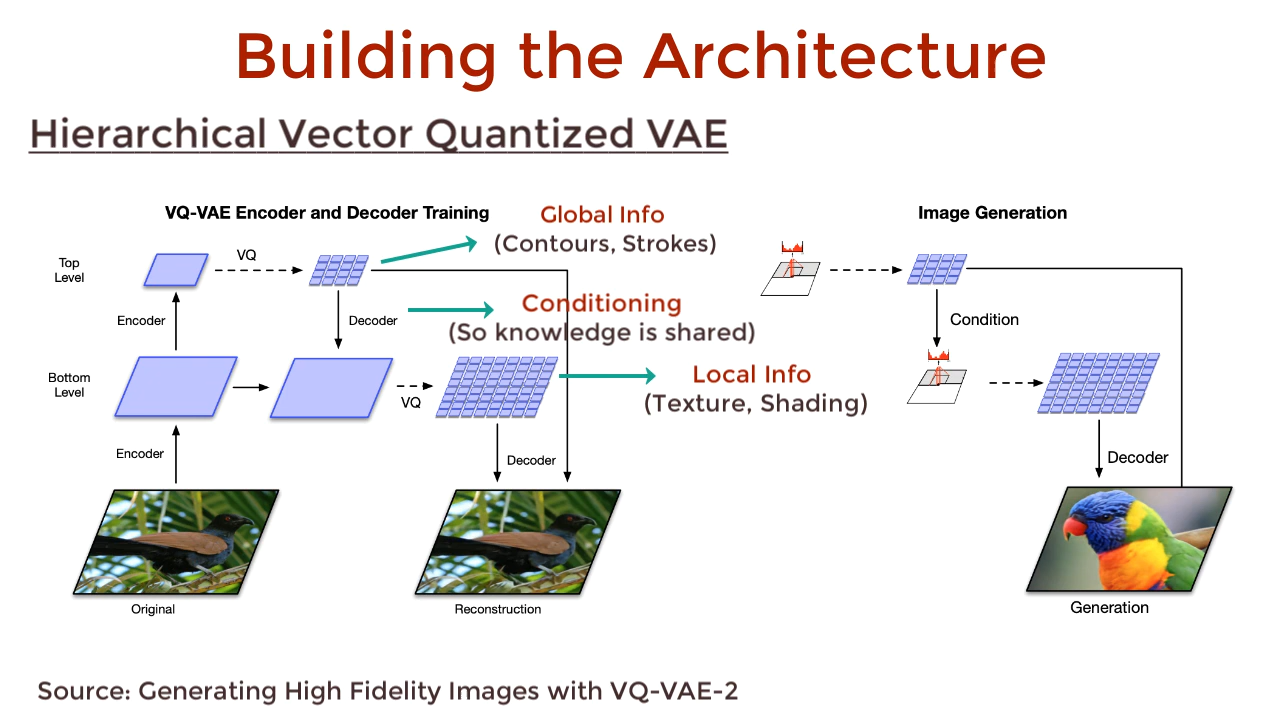 Building the Architecture
Hierarchical Vector Quantized VAE
VQ-VAE Encoder and Decoder Training
Global Info
(Contours, Strokes)
Image Generation
Top
Level
VQ
Encoder
Decoder
Conditioning
(So knowledge is shared)
Condition
Bottom
Level
VQ
Local Info
(Texture, Shading)
Encoder
Decoder
Decoder
Original
Reconstruction
Generation
Source: Generating High Fidelity Images with VQ-VAE-2